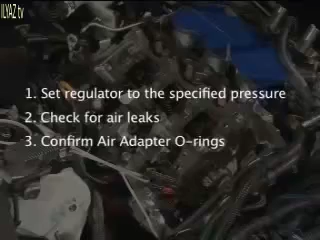 ILYAZ tv
1. Set regulator to the specified pressure
2. Check for air leaks
3. Confirm Air Adapter O-rings